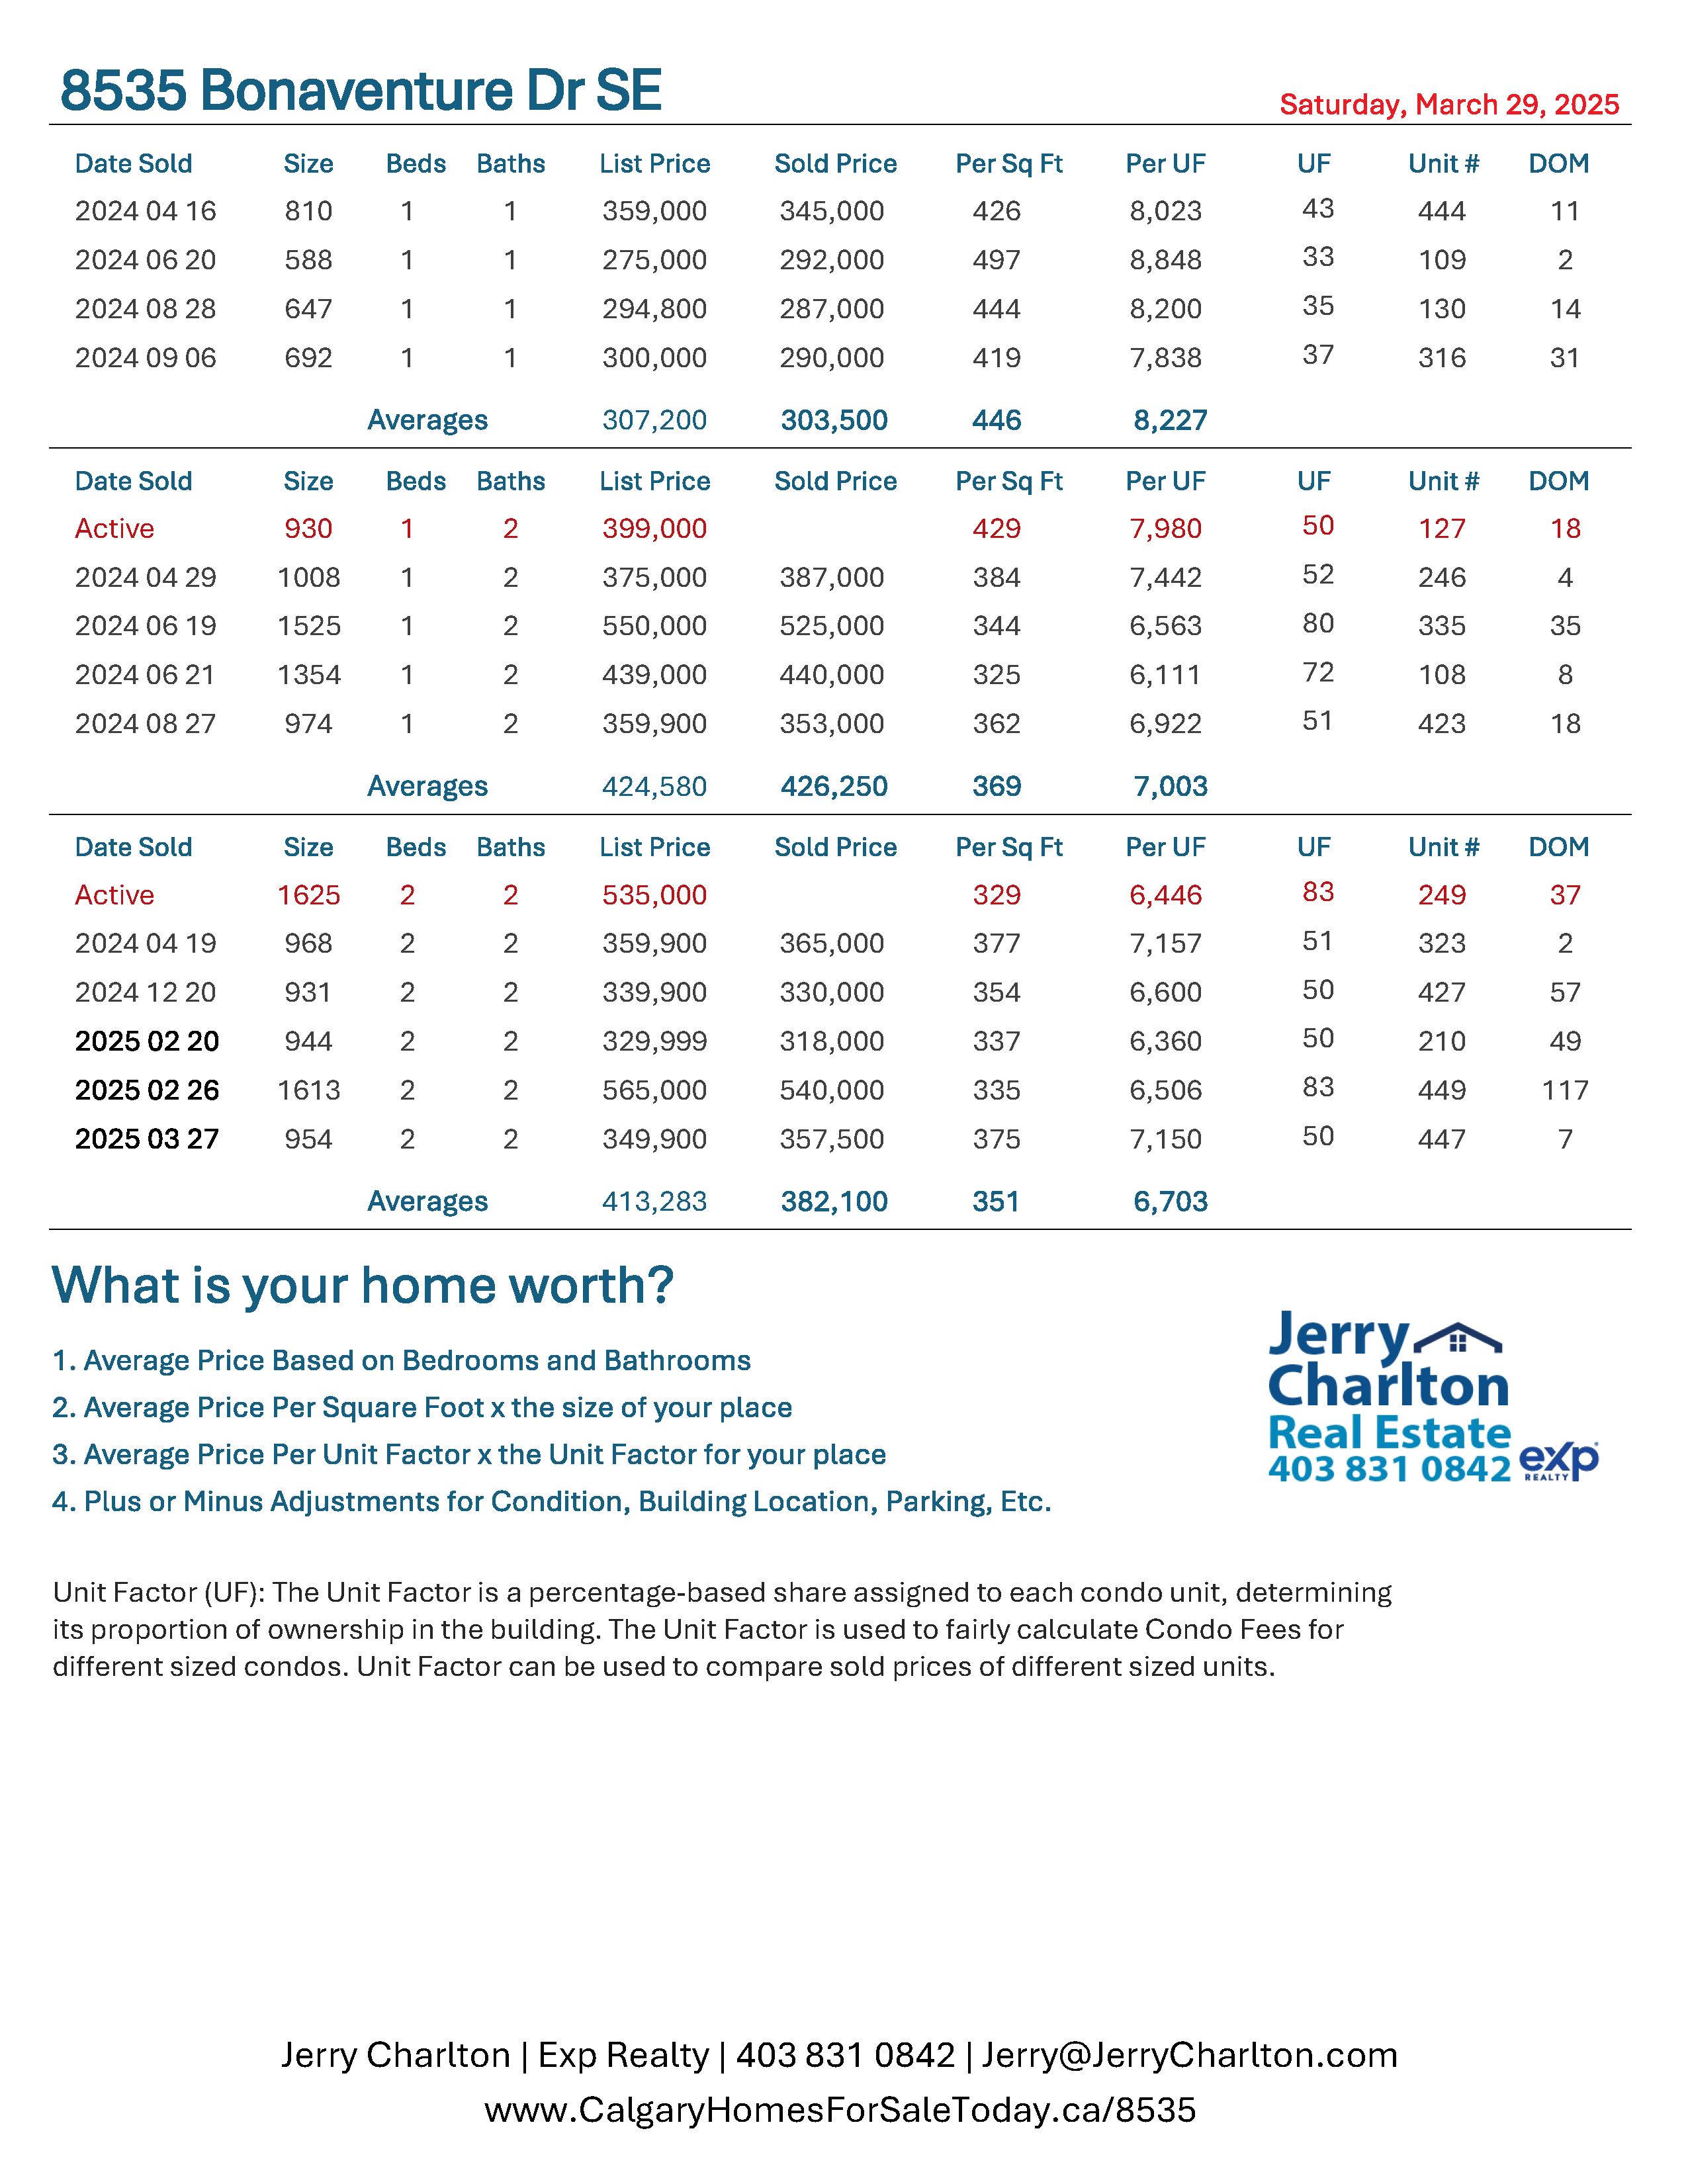 8535 Bonaventure Dr SE
Saturday, March 29, 2025
Date Sold Size Beds Baths List Price Sold Price Per Sq Ft Per UF UF Unit # DOM
2024 04 16 810 1 1 359,000 345,000 426 8,023 43 444 11
2024 06 20 588 1 1 275,000 292,000 497 8,848 33 109 2
2024 08 28 647 1 1 294,800 287,000 444 8,200 35 130 14
2024 09 06 692 1 1 300,000 290,000 419 7,838 37 316 31
Averages 307,200 303,500 446 8,227
Date Sold Size Beds Baths List Price Sold Price Per Sq Ft Per UF UF Unit # DOM
Active 930 1 2 399,000 429 7,980 50 127 18
2024 04 29 1008 1 2 375,000 387,000 384 7,442 52 246 4
2024 06 19 1525 1 2 550,000 525,000 344 6,563 80 335 35
2024 06 21 1354 1 2 439,000 440,000 325 6,111 72 108 8
2024 08 27 974 1 2 359,900 353,000 362 6,922 51 423 18
Averages 424,580 426,250 369 7,003
Date Sold Size Beds Baths List Price Sold Price Per Sq Ft Per UF UF Unit # DOM
Active 1625 2 2 535,000 329 6,446 83 249 37
2024 04 19 968 2 2 359,900 365,000 377 7,157 51 323 2
2024 12 20 931 2 2 339,900 330,000 354 6,600 50 427 57
2025 02 20 944 2 2 329,999 318,000 337 6,360 50 210 49
2025 02 26 1613 2 2 565,000 540,000 335 6,506 83 449 117
2025 03 27 954 2 2 349,900 357,500 375 7,150 50 447 7
Averages 413,283 382,100 351 6,703
What is your home worth?
1. Average Price Based on Bedrooms and Bathrooms
2. Average Price Per Square Foot x the size of your place
3. Average Price Per Unit Factor x the Unit Factor for your place
4. Plus or Minus Adjustments for Condition, Building Location, Parking, Etc.
Jerry
Charlton
Real Estate
403 831 0842
exp
REALTY
Unit Factor (UF): The Unit Factor is a percentage-based share assigned to each condo unit, determining
its proportion of ownership in the building. The Unit Factor is used to fairly calculate Condo Fees for
different sized condos. Unit Factor can be used to compare sold prices of different sized units.
Jerry Charlton | Exp Realty | 403 831 0842 | Jerry@JerryCharlton.com
www.CalgaryHomesForSaleToday.ca/8535